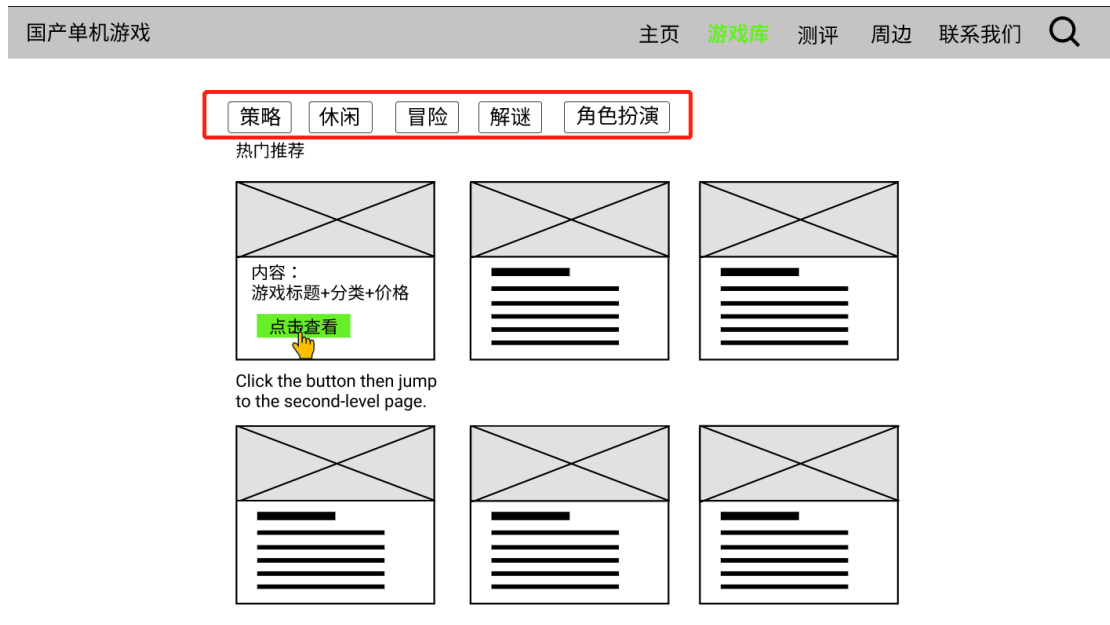 国产单机游戏 主页 游戏库 测评 周边 联系我们
策略 休闲 冒险 解谜 角色扮演
热门推荐
内容：
游戏标题+分类+价格
点击查看
Click the button then jump
to the second-level page.